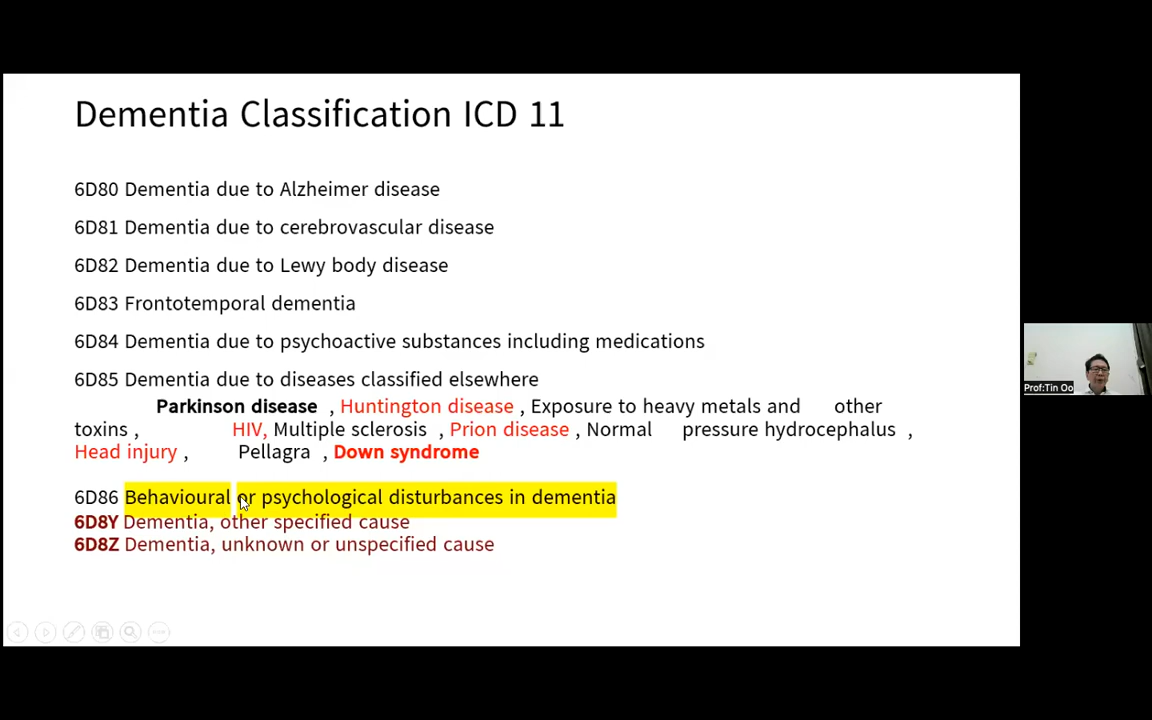 Dementia Classification ICD 11
6D80 Dementia due to Alzheimer disease
6D81 Dementia due to cerebrovascular disease
6D82 Dementia due to Lewy body disease
6D83 Frontotemporal dementia
6D84 Dementia due to psychoactive substances including medications
6D85 Dementia due to diseases classified elsewhere
Parkinson disease , Huntington disease , Exposure to heavy metals and other
toxins , HIV, Multiple sclerosis , Prion disease , Normal pressure hydrocephalus ,
Head injury , Pellagra , Down syndrome
6D86 Behavioural or psychological disturbances in dementia
6D8Y Dementia, other specified cause
6D8Z Dementia, unknown or unspecified cause
Prof:Tin Oo